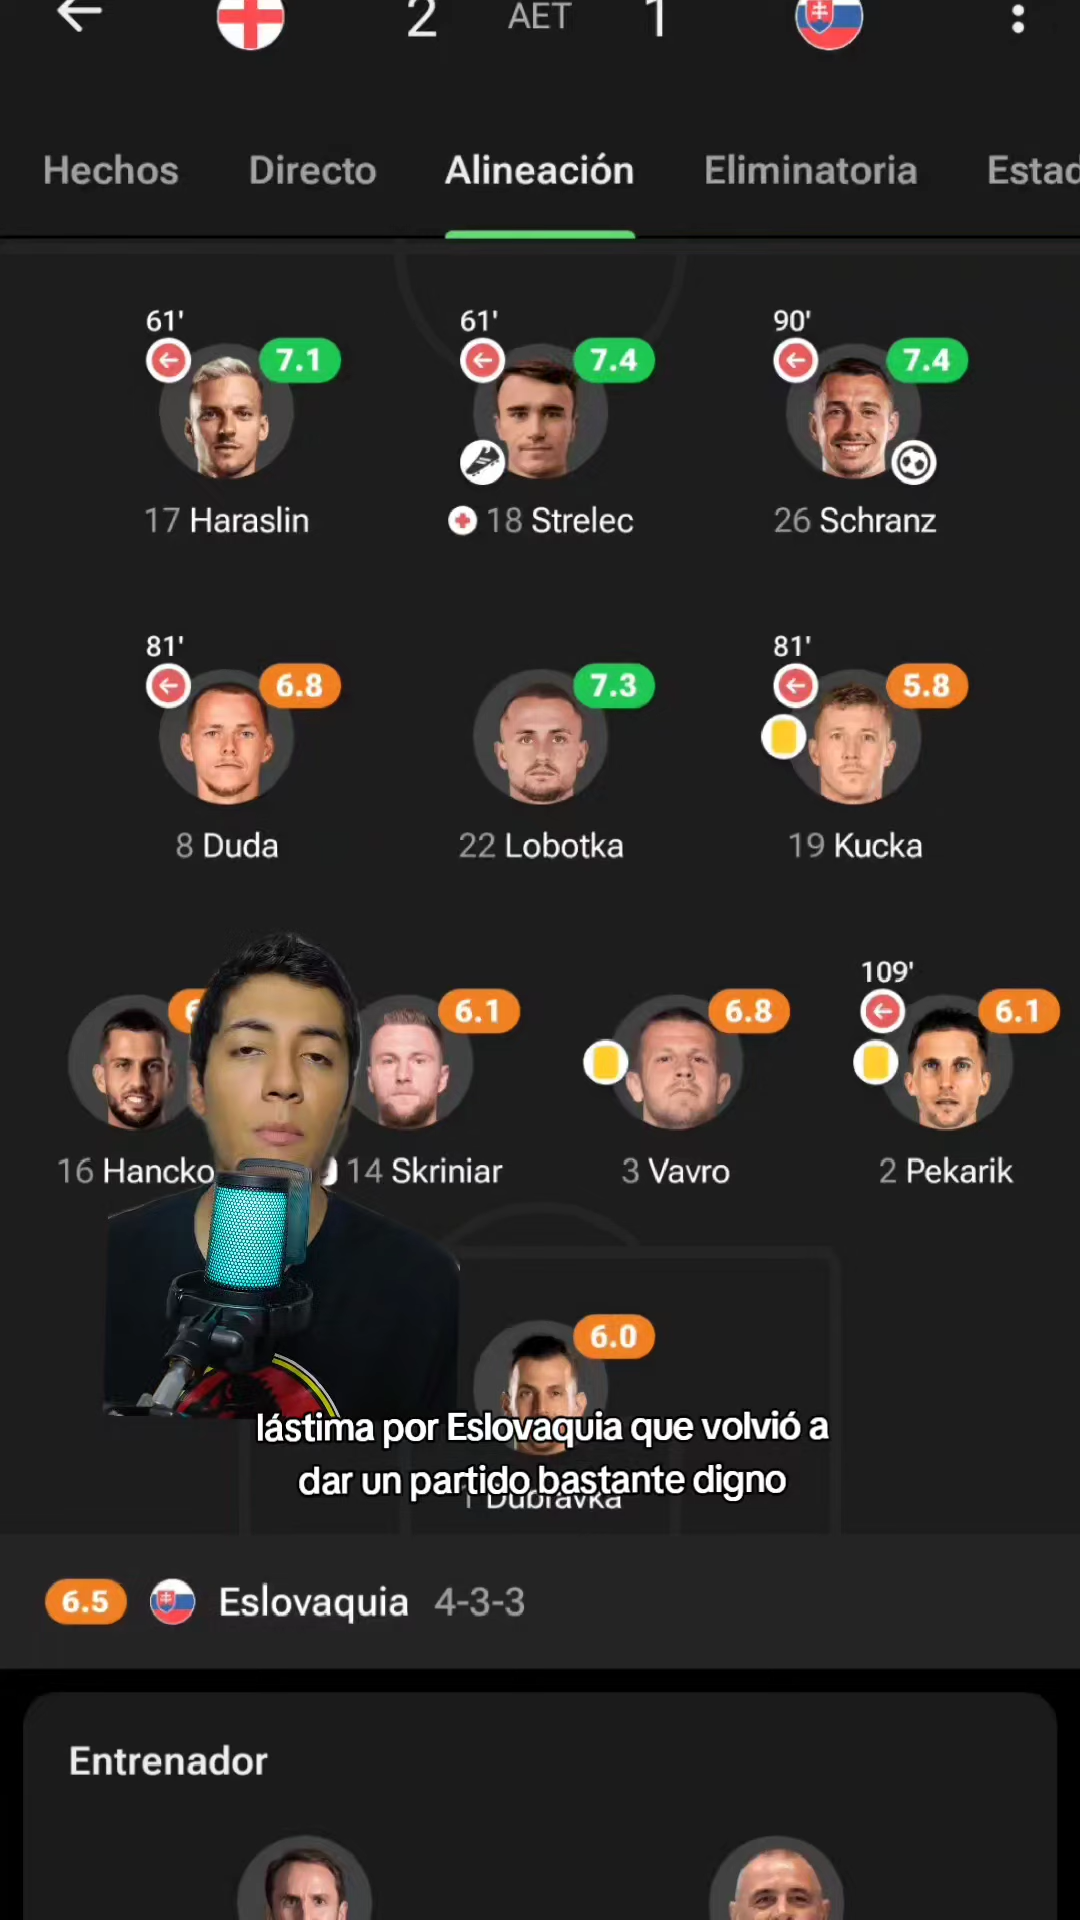 2 AET 1
Hechos Directo Alineación Eliminatoria Estad
61' 61' 90'
7.1 7.4 7.4
17 Haraslin 18 Strelec 26 Schranz
81' 81'
6.8 7.3 5.8
8 Duda 22 Lobotka 19 Kucka
109'
6.1 6.8 6.1
16 Hancko 14 Skriniar 3 Vavro 2 Pekarik
6.0
lástima por Eslovaquia que volvió a
dar un partido bastante digno
1 Dubravka
6.5 Eslovaquia 4-3-3
Entrenador